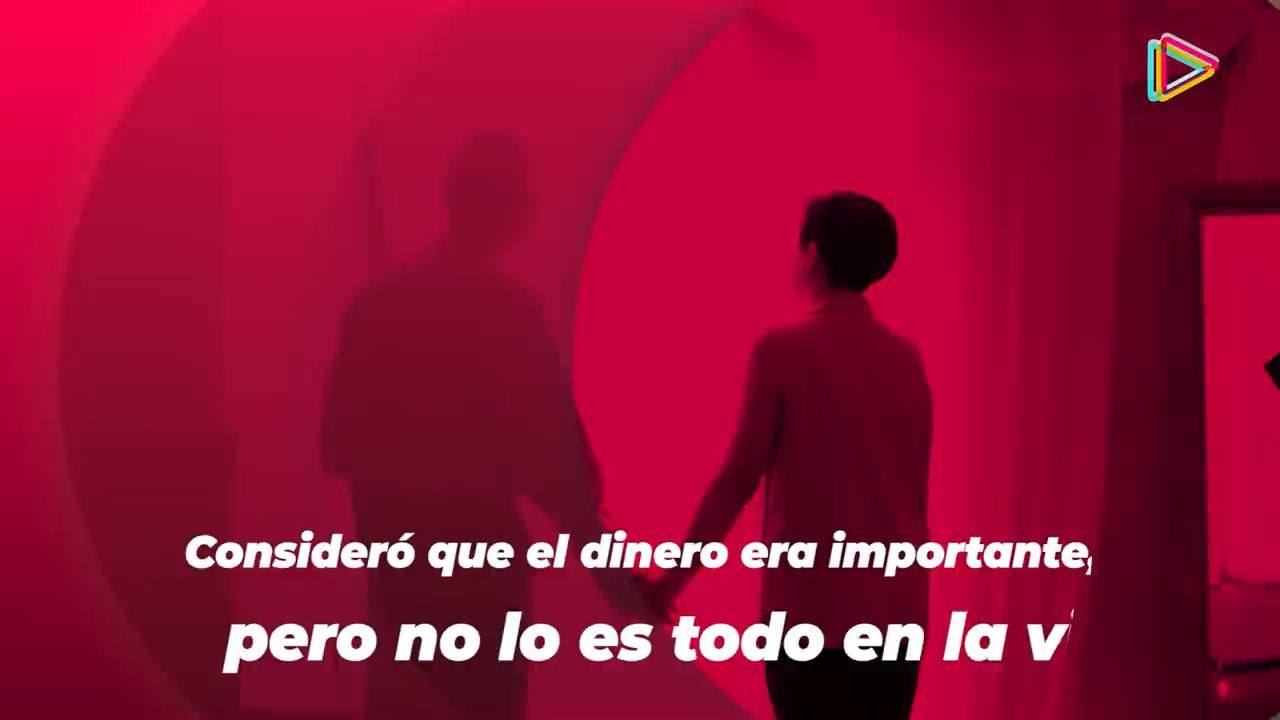 Consideró que el dinero era importante,
pero no lo es todo en la v